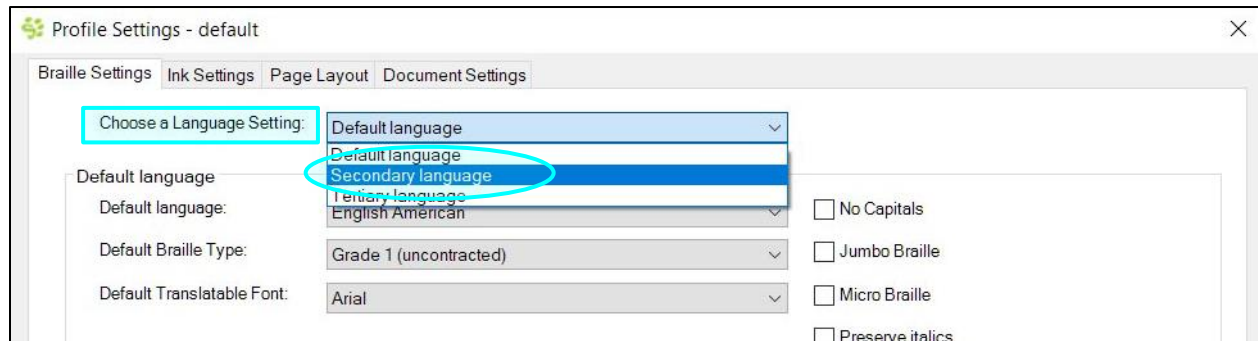 Profile Settings - default
Braille Settings Ink Settings Page Layout Document Settings
Choose a Language Setting: Default language
Default language
Secondary language
Tertiary language
Default language
Default language: English American
No Capitals
Default Braille Type: Grade 1 (uncontracted)
Jumbo Braille
Default Translatable Font: Arial
Micro Braille
Preserve italics